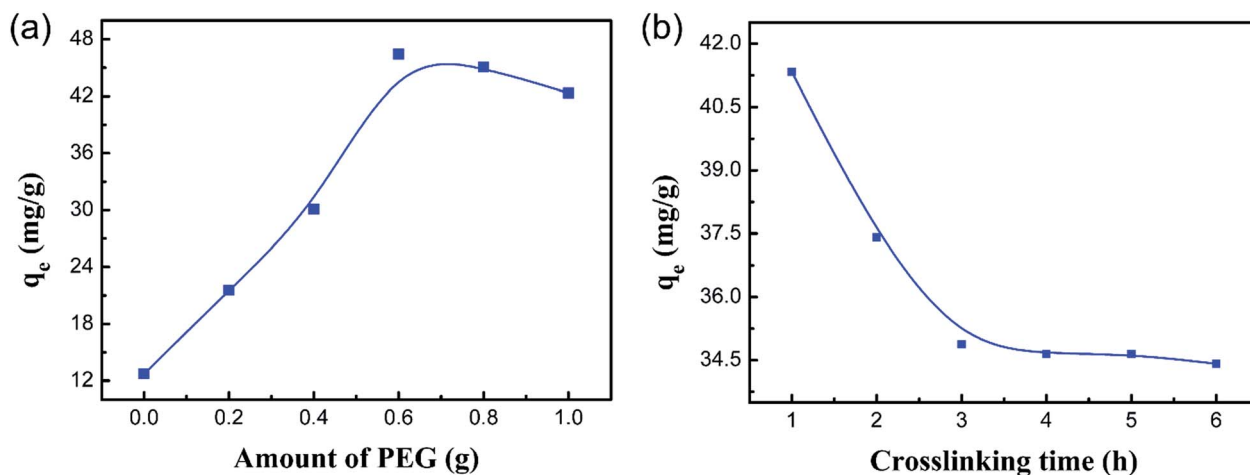 (a)
48
42
36
30
24
18
12
qe (mg/g)
0.0 0.2 0.4 0.6 0.8 1.0
Amount of PEG (g)
(b)
42.0
40.5
39.0
37.5
36.0
34.5
qe (mg/g)
1 2 3 4 5 6
Crosslinking time (h)